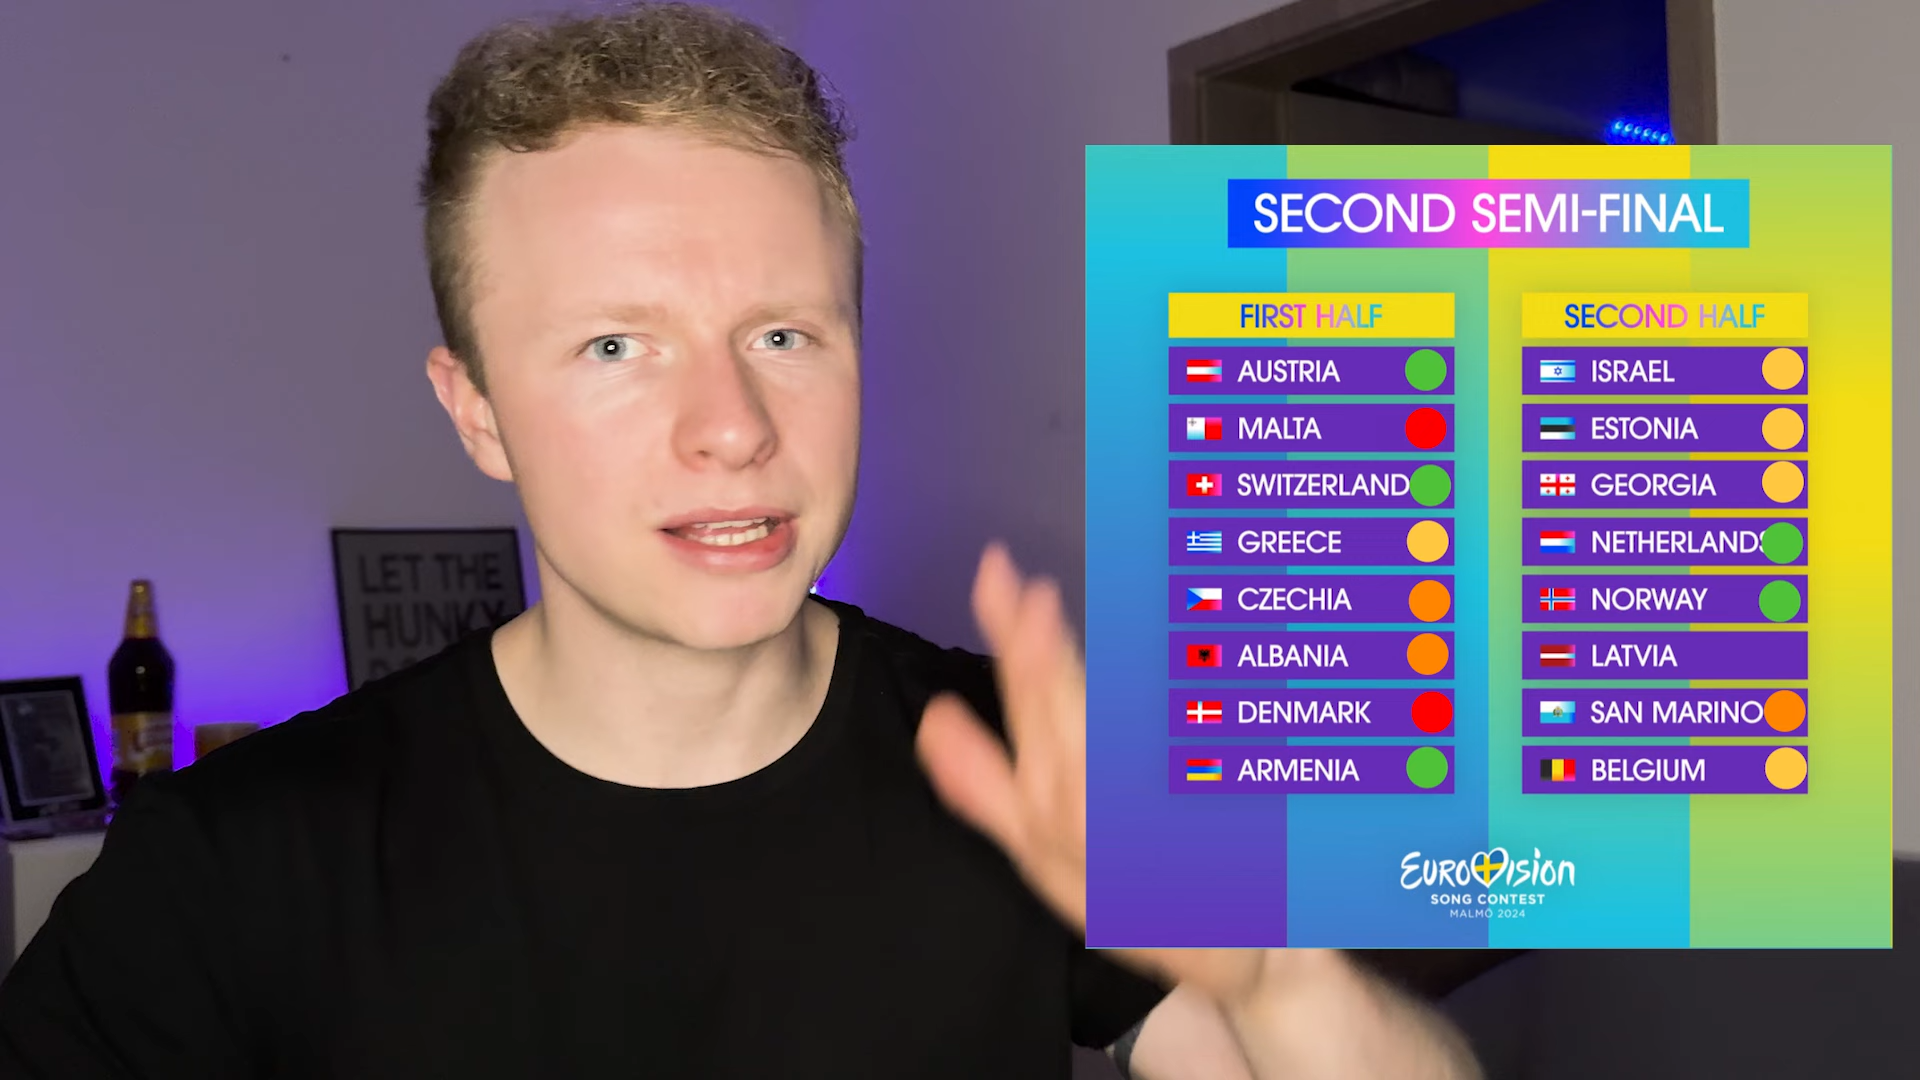 SECOND SEMI-FINAL
FIRST HALF
AUSTRIA
MALTA
SWITZERLAND
GREECE
CZECHIA
ALBANIA
DENMARK
ARMENIA
SECOND HALF
ISRAEL
ESTONIA
GEORGIA
NETHERLANDS
NORWAY
LATVIA
SAN MARINO
BELGIUM
EUROVISION
SONG CONTEST
MALMÖ 2024
LET THE
HUNKY